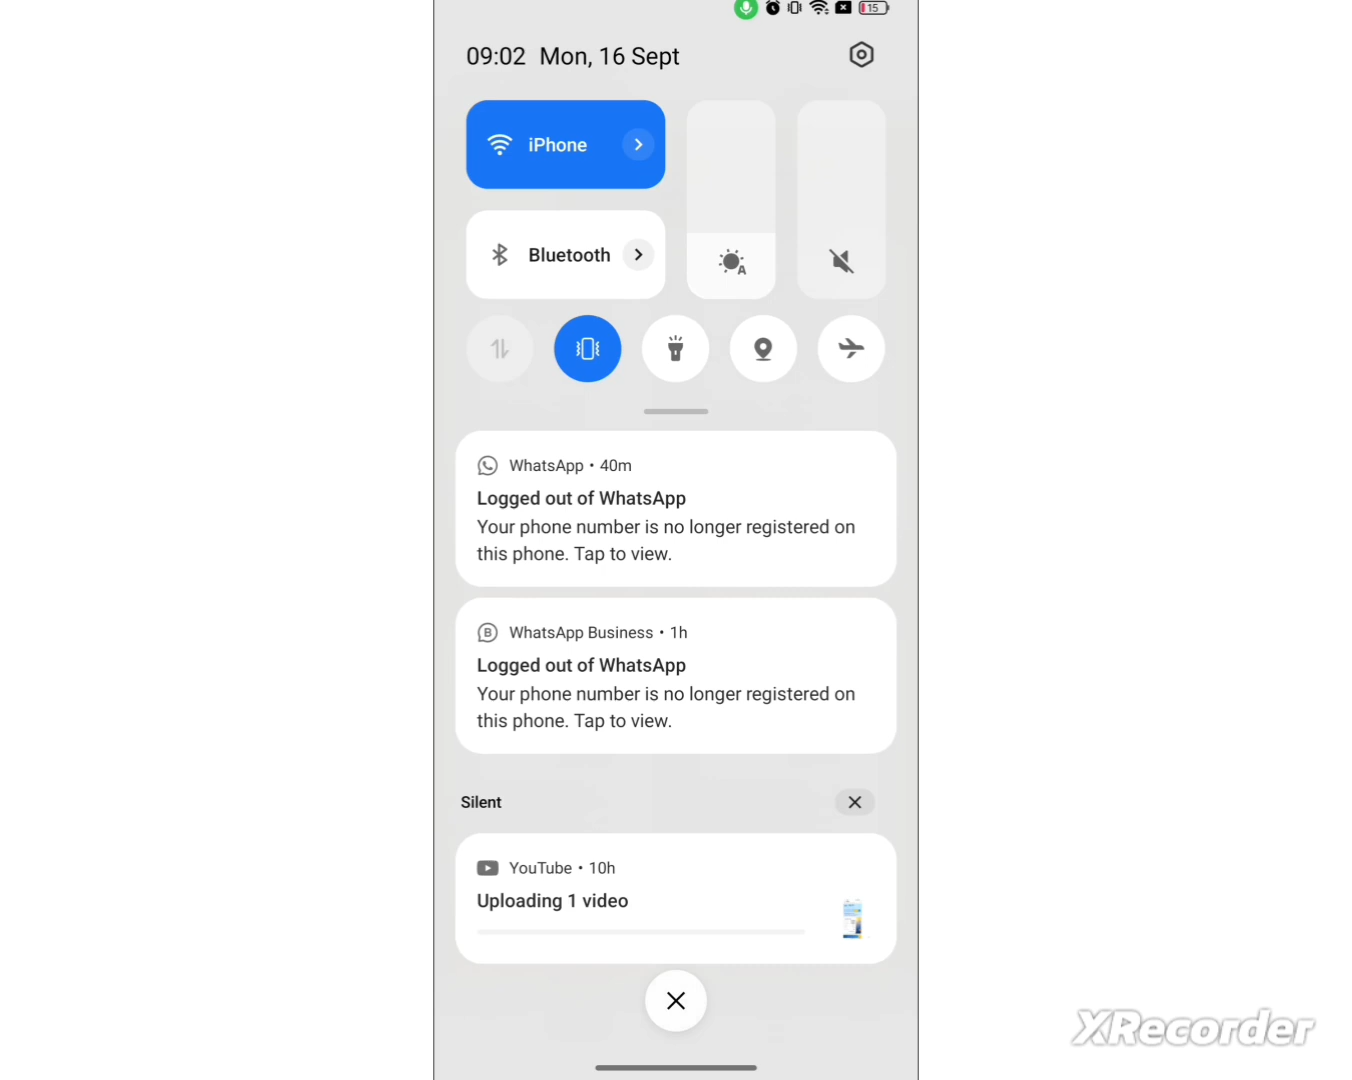 15
09:02 Mon, 16 Sept
iPhone
Bluetooth
A
WhatsApp • 40m
Logged out of WhatsApp
Your phone number is no longer registered on
this phone. Tap to view.
B WhatsApp Business • 1h
Logged out of WhatsApp
Your phone number is no longer registered on
this phone. Tap to view.
Silent
YouTube • 10h
Uploading 1 video
XRecorder